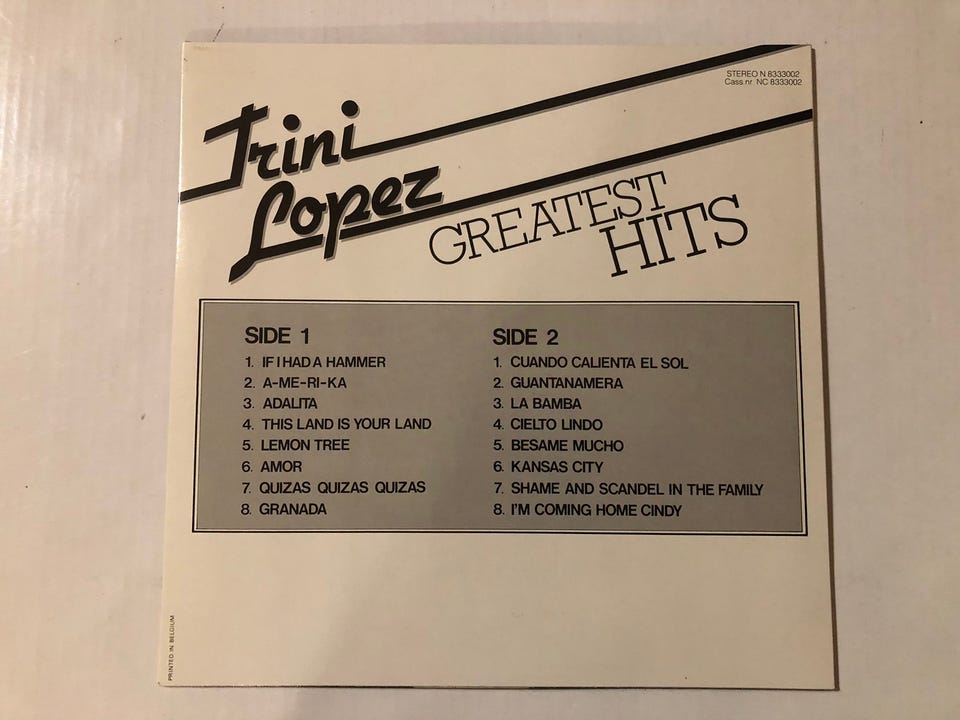 STEREO N 8333002
Cass.nr NC 8333002
Trini
Lopez
GREATEST
HITS
SIDE 1
1. IF I HAD A HAMMER
2. A-ME-RI-KA
3. ADALITA
4. THIS LAND IS YOUR LAND
5. LEMON TREE
6. AMOR
7. QUIZAS QUIZAS QUIZAS
8. GRANADA
SIDE 2
1. CUANDO CALIENTA EL SOL
2. GUANTANAMERA
3. LA BAMBA
4. CIELTO LINDO
5. BESAME MUCHO
6. KANSAS CITY
7. SHAME AND SCANDEL IN THE FAMILY
8. I'M COMING HOME CINDY
PRINTED IN BELGIUM